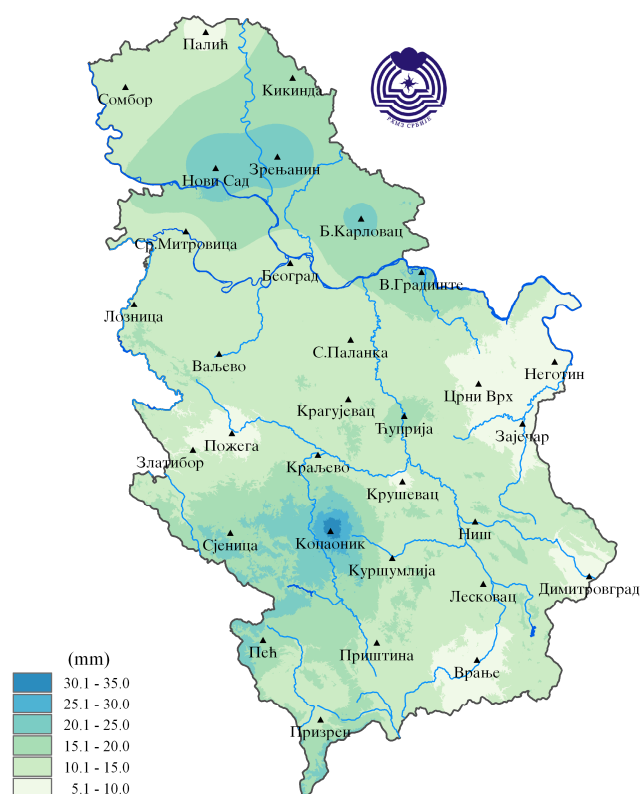 Палић
Кикинда
Сомбор
РХМЗ СРБИЈЕ
Зрењанин
Нови Сад
Б.Карловац
Ср.Митровица
Београд
В.Градиште
Лозница
С.Паланка
Ваљево
Неготин
Црни Врх
Крагујевац
Ћуприја
Зајечар
Пожега
Златибор
Краљево
Крушевац
Ниш
Копаоник
Сјеница
Куршумлија
Димитровград
Лесковац
Пећ
Приштина
Врање
Призрен
(mm)
30.1 - 35.0
25.1 - 30.0
20.1 - 25.0
15.1 - 20.0
10.1 - 15.0
5.1 - 10.0